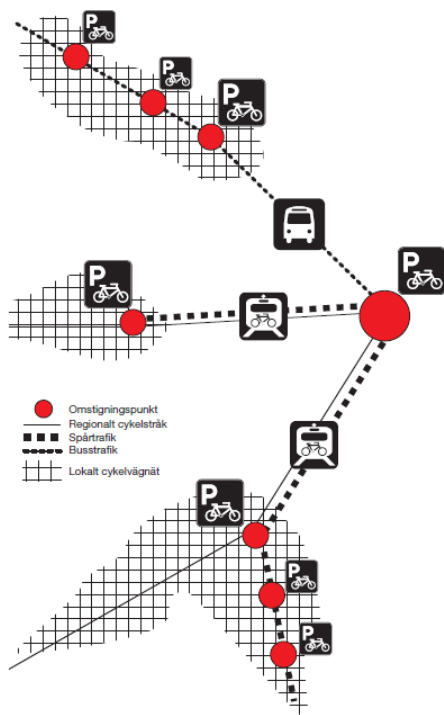 P
P
P
P
P
Omstigningspunkt
Regionalt cykelstråk
Spårtrafik
Busstrafik
Lokalt cykelvägnät
P
P
P